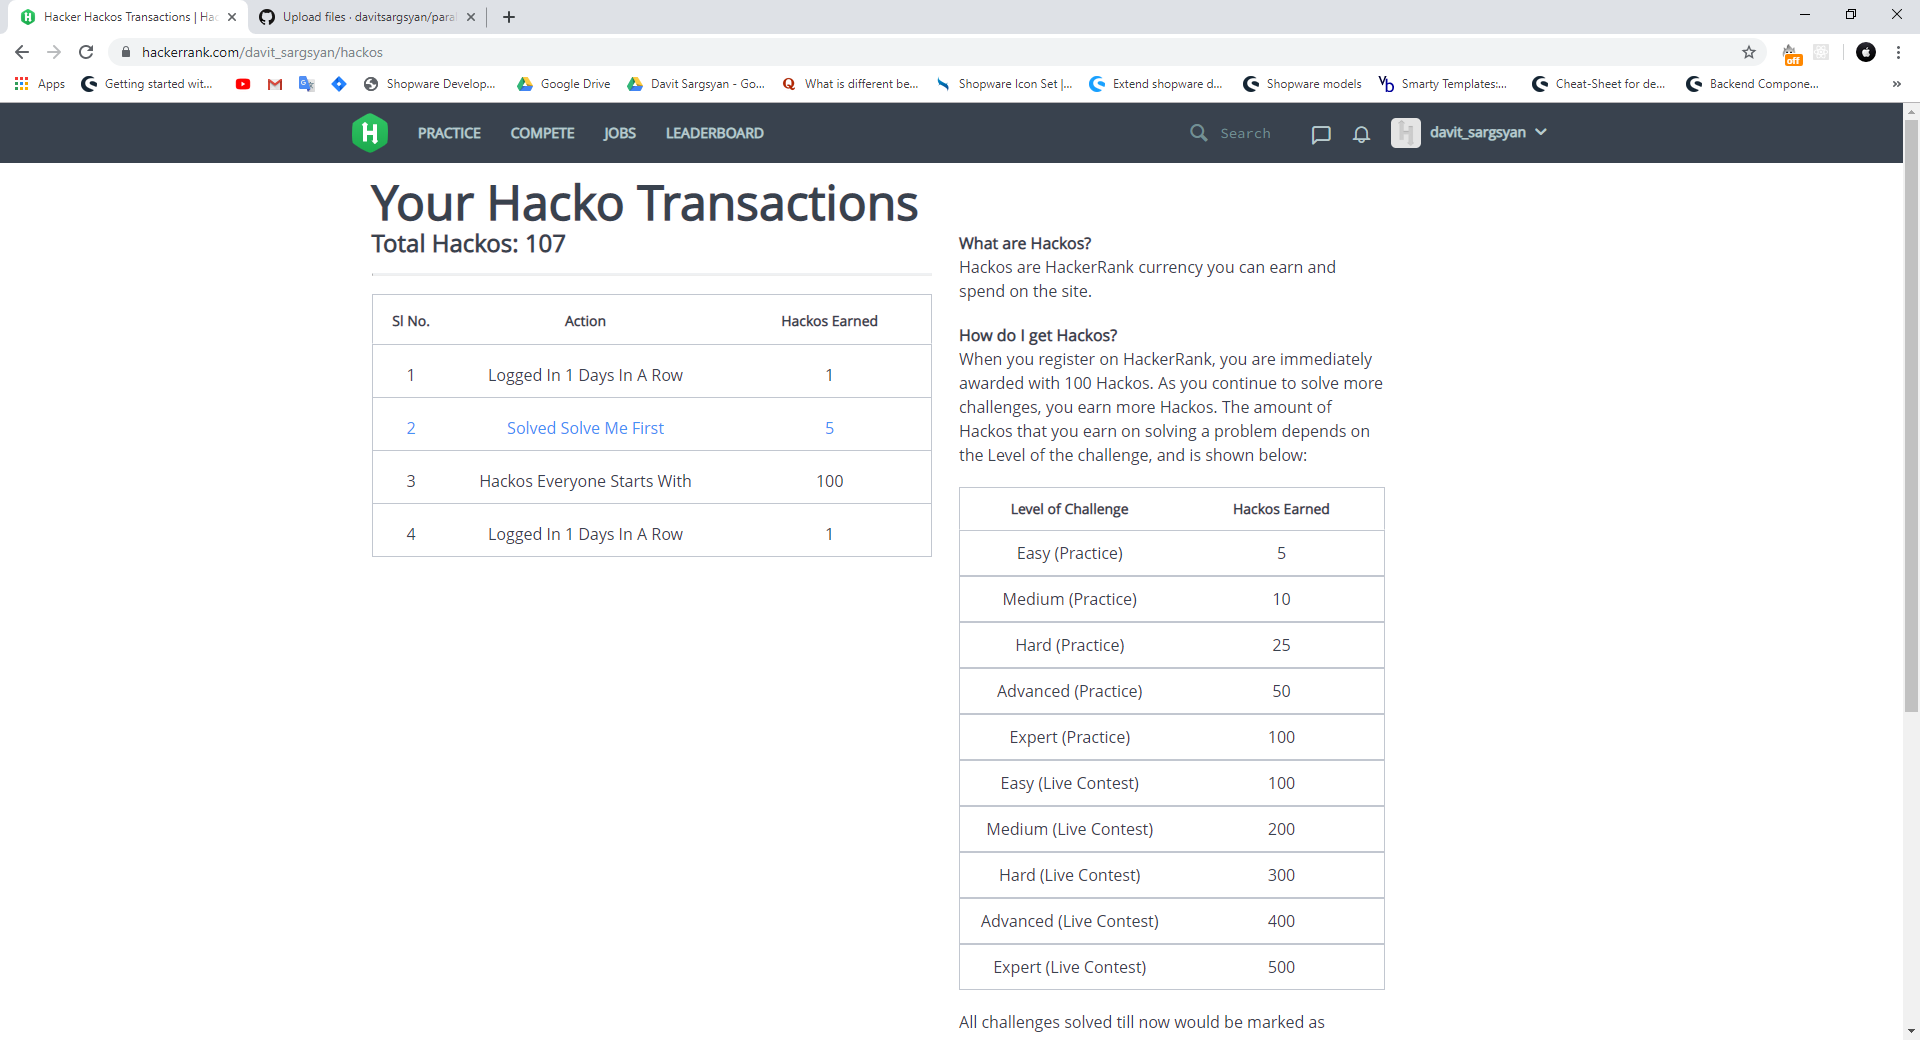 Hacker Hackos Transactions | Hac
Upload files · davitsargsyan/paral
hackerrank.com/davit_sargsyan/hackos
off
Apps
Getting started wit...
Shopware Develop...
Google Drive
Davit Sargsyan - Go...
What is different be...
Shopware Icon Set |...
Extend shopware d...
Shopware models
Smarty Templates:...
Cheat-Sheet for de...
Backend Compone...
»
PRACTICE COMPETE JOBS LEADERBOARD
Search
davit_sargsyan
Your Hacko Transactions
Total Hackos: 107
Sl No. Action Hackos Earned
1 Logged In 1 Days In A Row 1
2 Solved Solve Me First 5
3 Hackos Everyone Starts With 100
4 Logged In 1 Days In A Row 1
What are Hackos?
Hackos are HackerRank currency you can earn and
spend on the site.
How do I get Hackos?
When you register on HackerRank, you are immediately
awarded with 100 Hackos. As you continue to solve more
challenges, you earn more Hackos. The amount of
Hackos that you earn on solving a problem depends on
the Level of the challenge, and is shown below:
Level of Challenge Hackos Earned
Easy (Practice) 5
Medium (Practice) 10
Hard (Practice) 25
Advanced (Practice) 50
Expert (Practice) 100
Easy (Live Contest) 100
Medium (Live Contest) 200
Hard (Live Contest) 300
Advanced (Live Contest) 400
Expert (Live Contest) 500
All challenges solved till now would be marked as